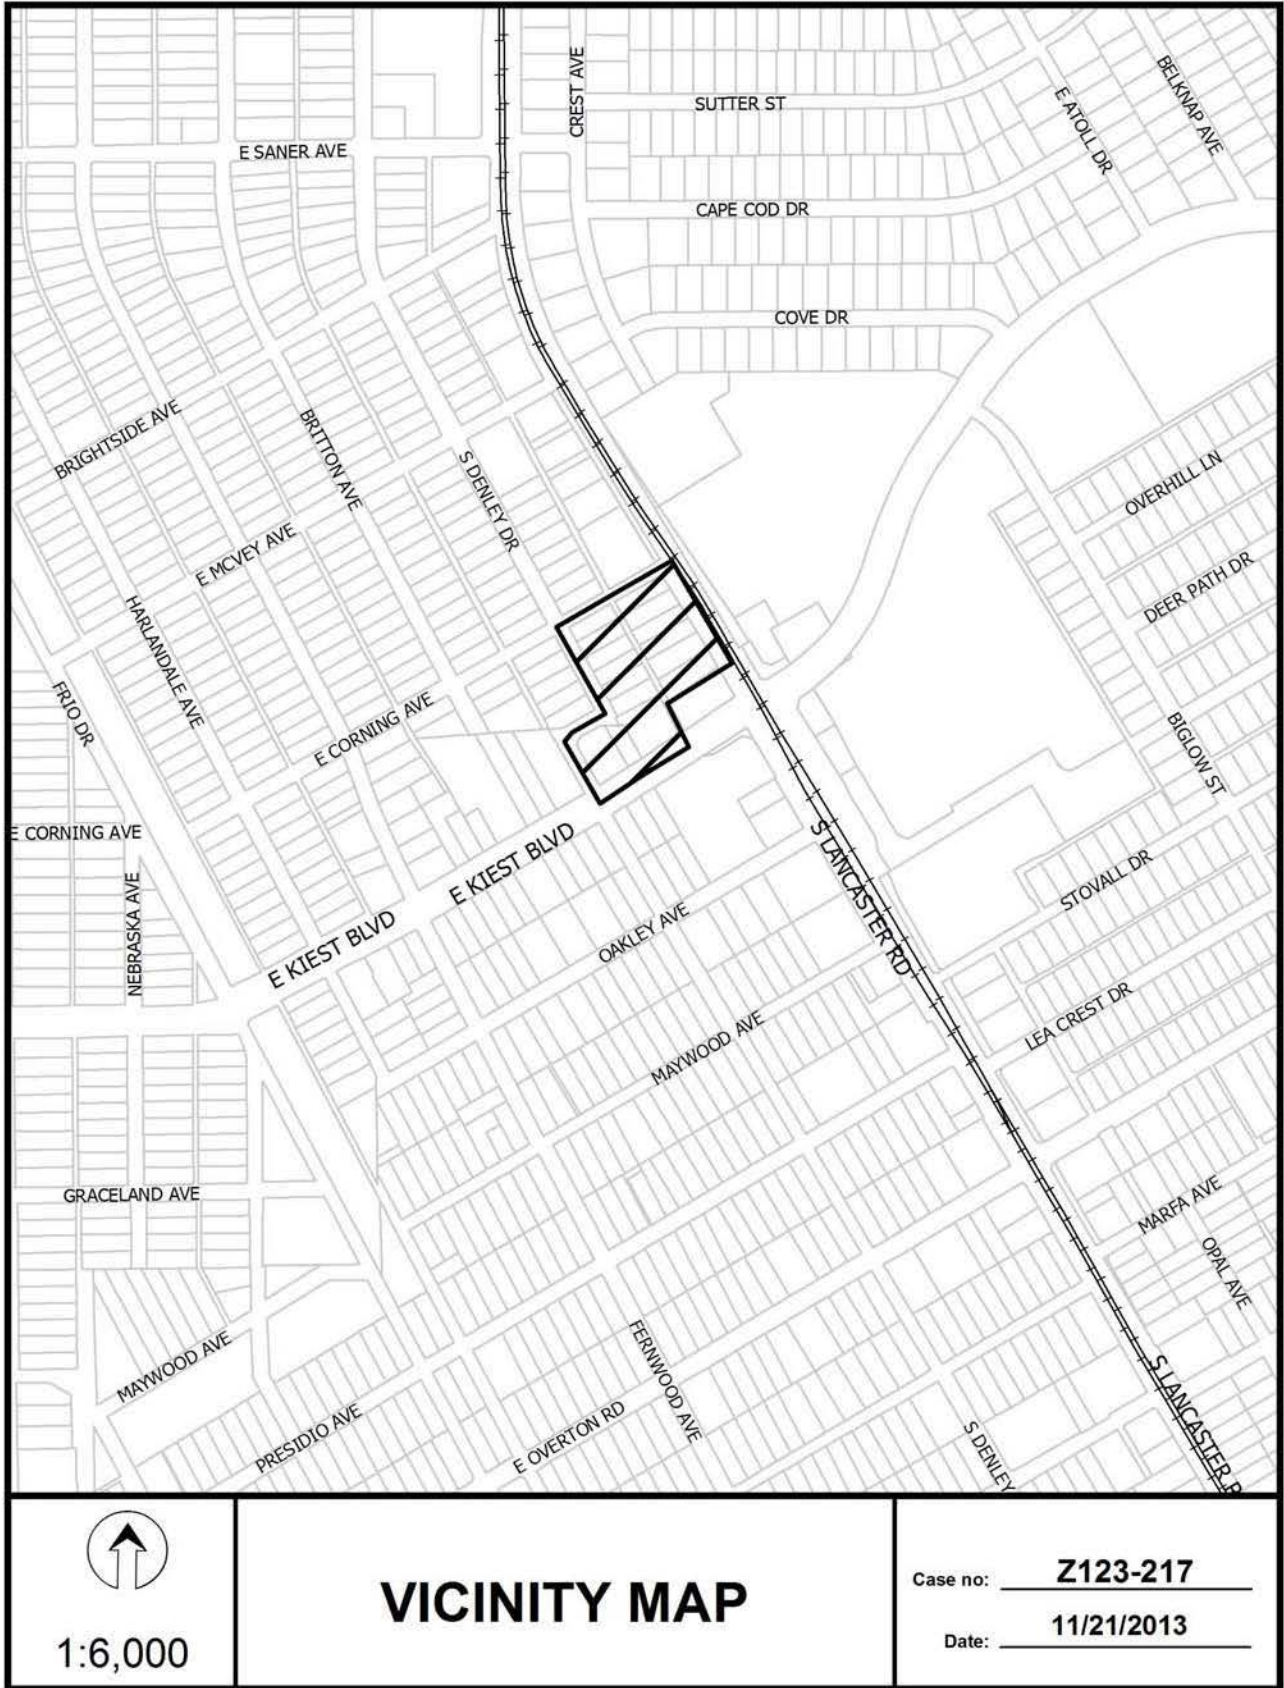 CREST AVE
SUTTER ST
E ATOLL DR
BELKNAP AVE
E SANER AVE
CAPE COD DR
COVE DR
BRIGHTSIDE AVE
BRITTON AVE
S DENLEY DR
OVERHILL LN
E MCVEY AVE
DEER PATH DR
HARLANDALE AVE
FRIO DR
E CORNING AVE
BIGLOW ST
E CORNING AVE
E KIEST BLVD
S LANCASTER RD
STOVALL DR
NEBRASKA AVE
E KIEST BLVD
OAKLEY AVE
MAYWOOD AVE
LEA CREST DR
GRACELAND AVE
MARFA AVE
OPAL AVE
MAYWOOD AVE
FERNWOOD AVE
PRESIDIO AVE
E OVERTON RD
S DENLEY
S LANCASTER R
1:6,000
VICINITY MAP
Case no: Z123-217
Date: 11/21/2013